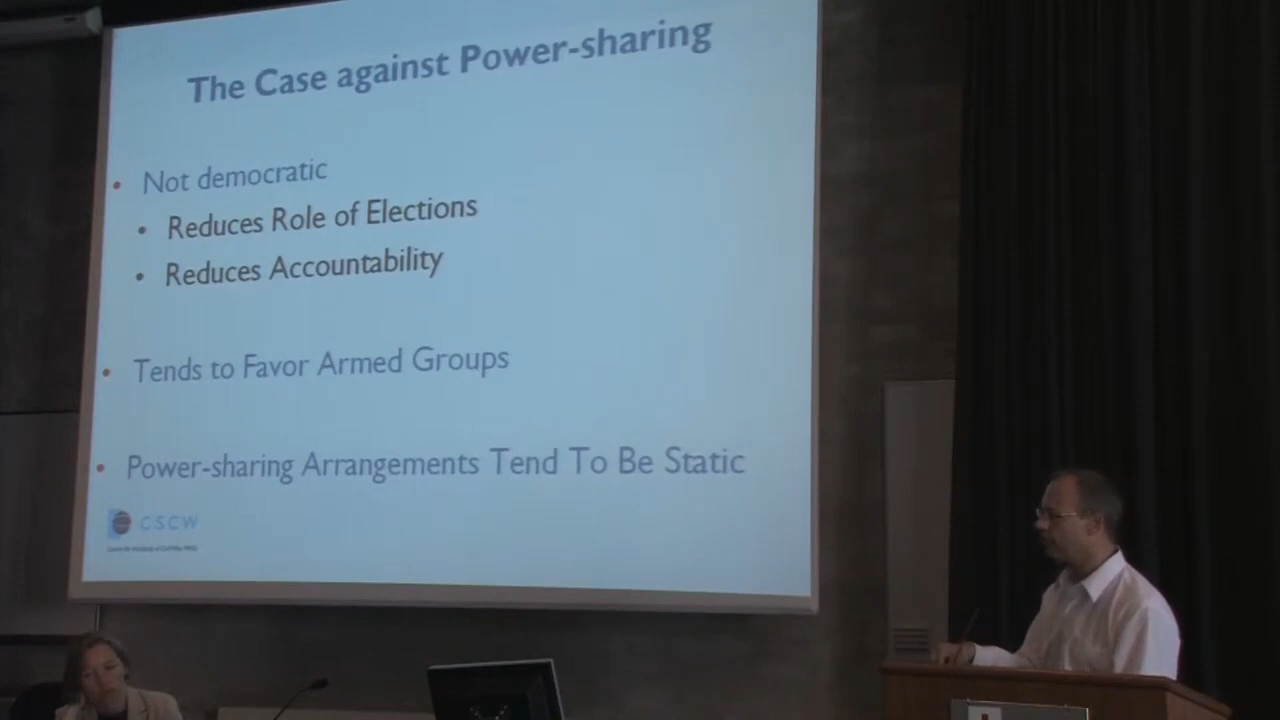 The Case against Power-sharing
Not democratic
Reduces Role of Elections
Reduces Accountability
Tends to Favor Armed Groups
Power-sharing Arrangements Tend To Be Static
CSCW